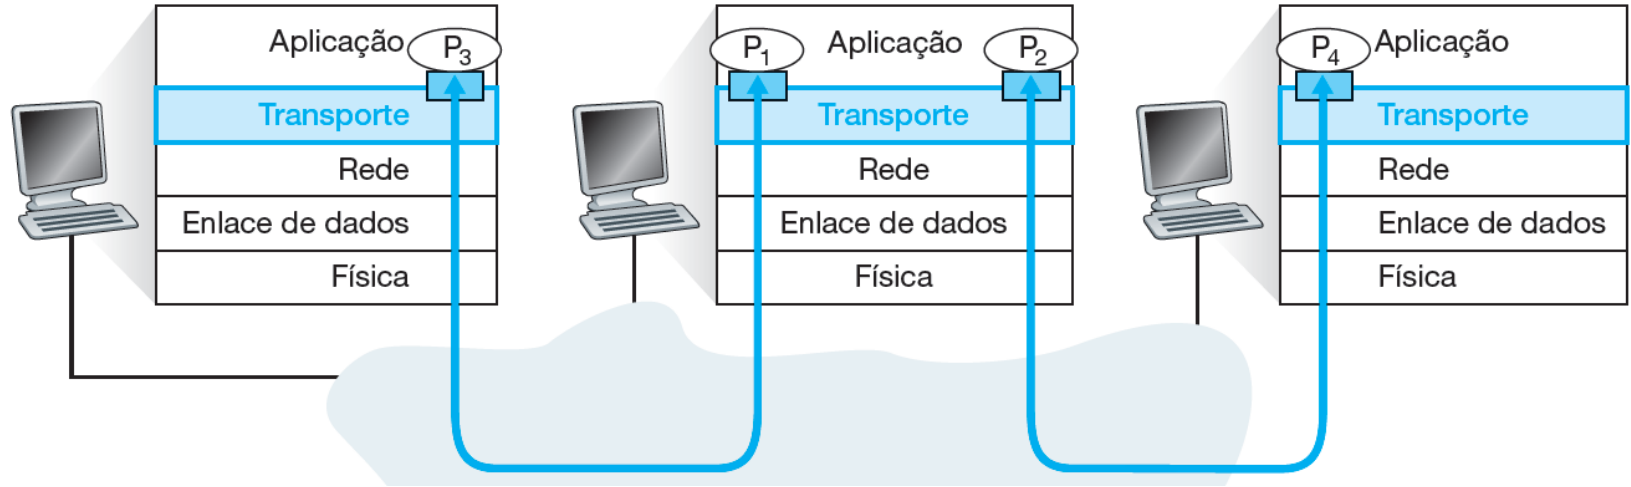 Aplicação P3
Transporte
Rede
Enlace de dados
Física
P1 Aplicação P2
Transporte
Rede
Enlace de dados
Física
P4 Aplicação
Transporte
Rede
Enlace de dados
Física